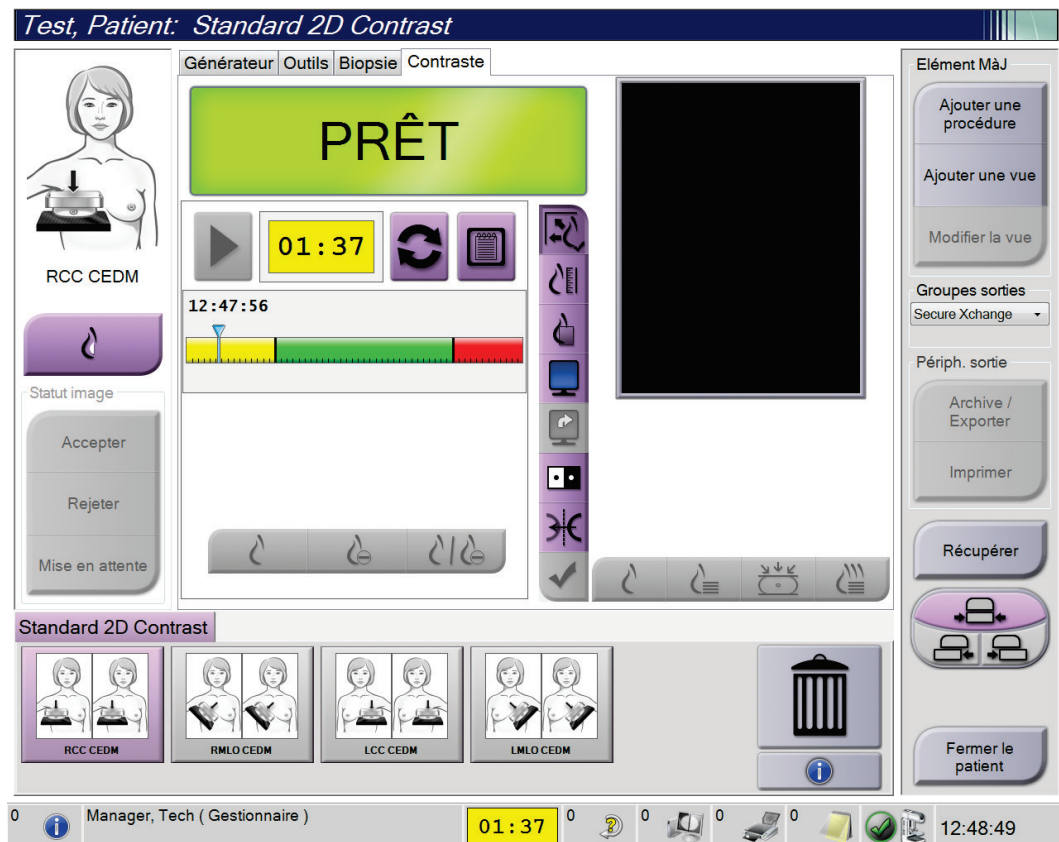 Test, Patient: Standard 2D Contrast
Générateur Outils Biopsie Contraste
RCC CEDM
Statut image
Accepter
Rejeter
Mise en attente
PRÊT
01:37
12:47:56
Elément MàJ
Ajouter une
procédure
Ajouter une vue
Modifier la vue
Groupes sorties
Secure Xchange
Périph. sortie
Archive /
Exporter
Imprimer
Récupérer
Fermer le
patient
Standard 2D Contrast
RCC CEDM
RMLO CEDM
LCC CEDM
LMLO CEDM
0 Manager, Tech ( Gestionnaire ) 01:37 0 0 0 0 12:48:49